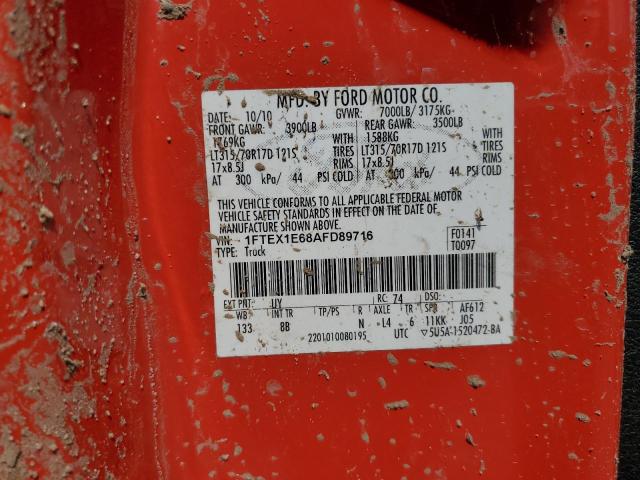 MFD. BY FORD MOTOR CO.
DATE: 10/10 GVWR: 7000LB/ 3175KG
FRONT GAWR: 3900LB REAR GAWR: 3500LB
1769KG WITH 1588KG WITH
LT315/70R17D 121S TIRES LT315/70R17D 121S TIRES
17x8.5J RIMS 17x8.5J RIMS
AT 300 kPa/ 44 PSI COLD AT 300 kPa/ 44 PSI COLD
THIS VEHICLE CONFORMS TO ALL APPLICABLE FEDERAL MOTOR
VEHICLE SAFETY STANDARDS IN EFFECT ON THE DATE OF
MANUFACTURE SHOWN ABOVE.
VIN: 1FTEX1E68AFD89716 F0141
TYPE: Truck T0097
EXT PNT: UY RC: 74 DSO:
WB INT TR TP/PS R AXLE TR SPR AF612
133 8B N L4 6 11KK J05
2201010080195 UTC ▽5U5A-1520472-BA